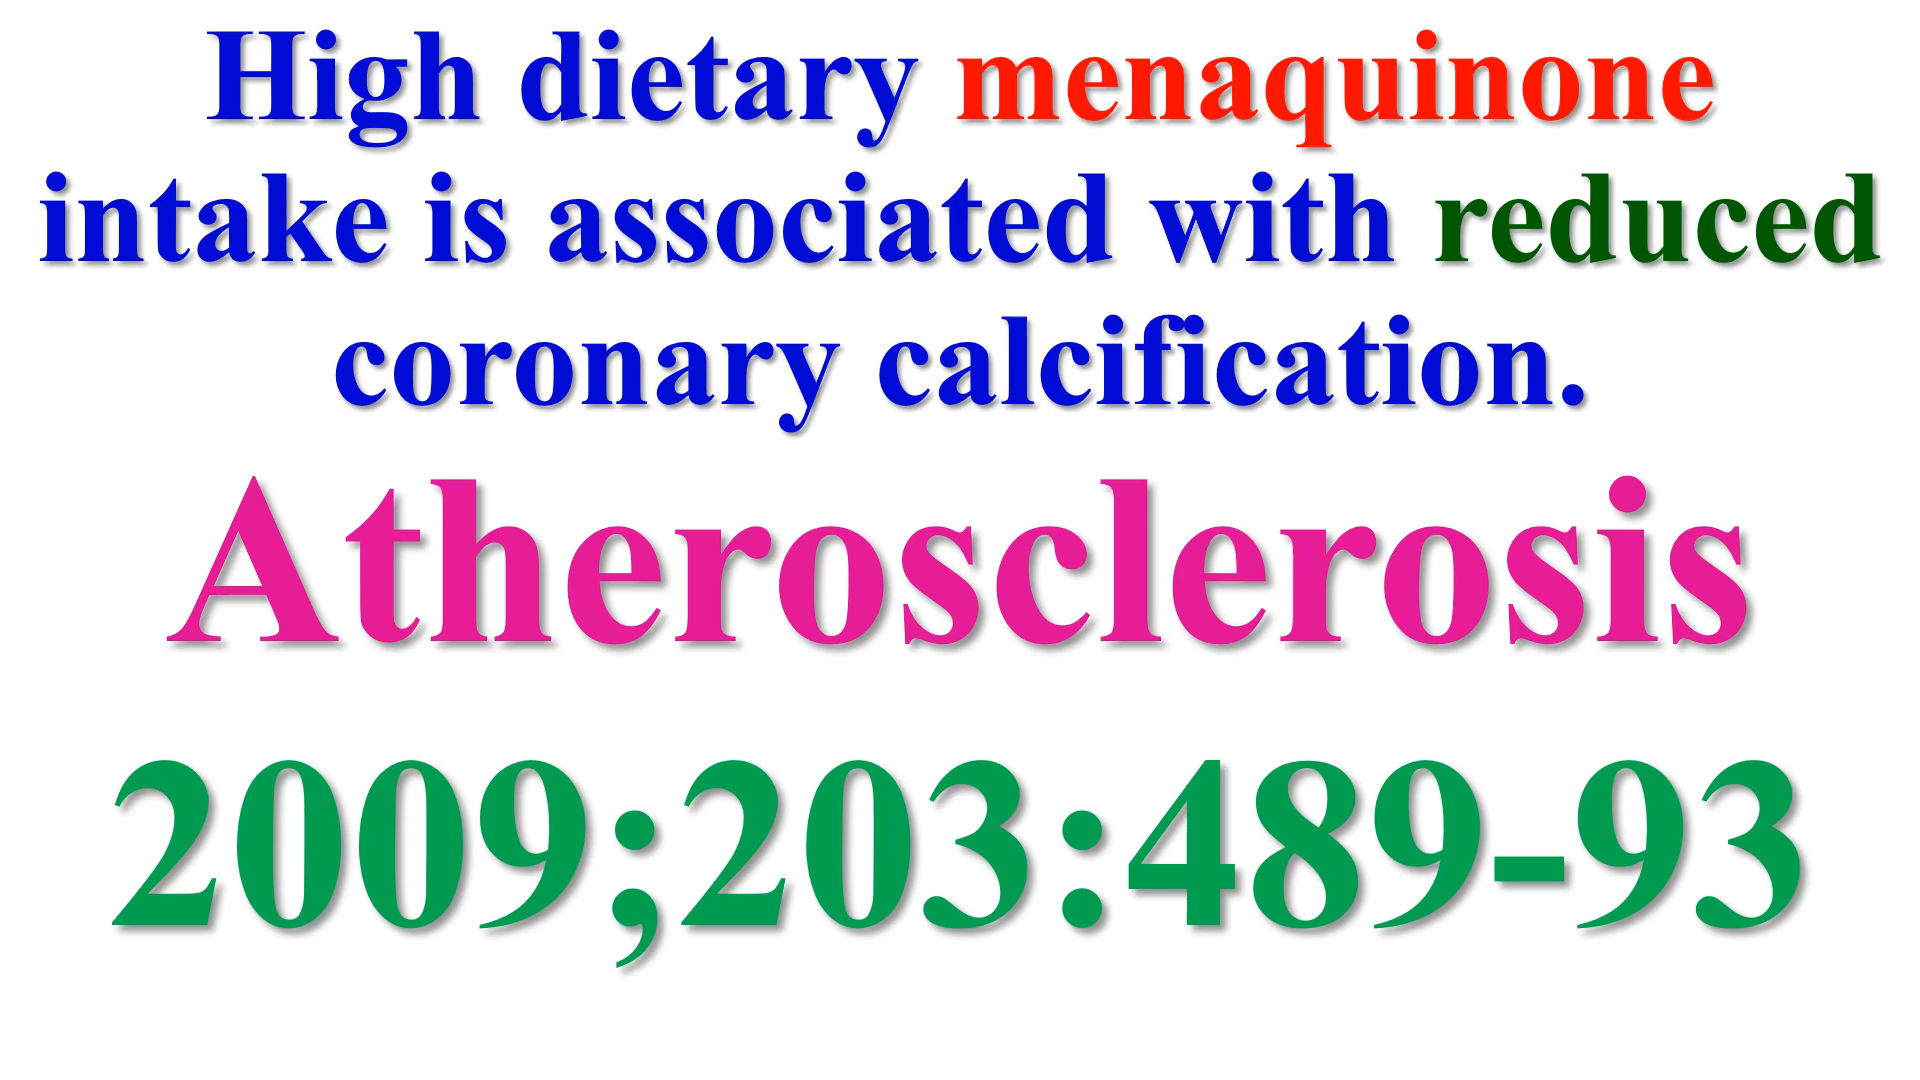 High dietary menaquinone
intake is associated with reduced
coronary calcification.
Atherosclerosis
2009;203:489-93